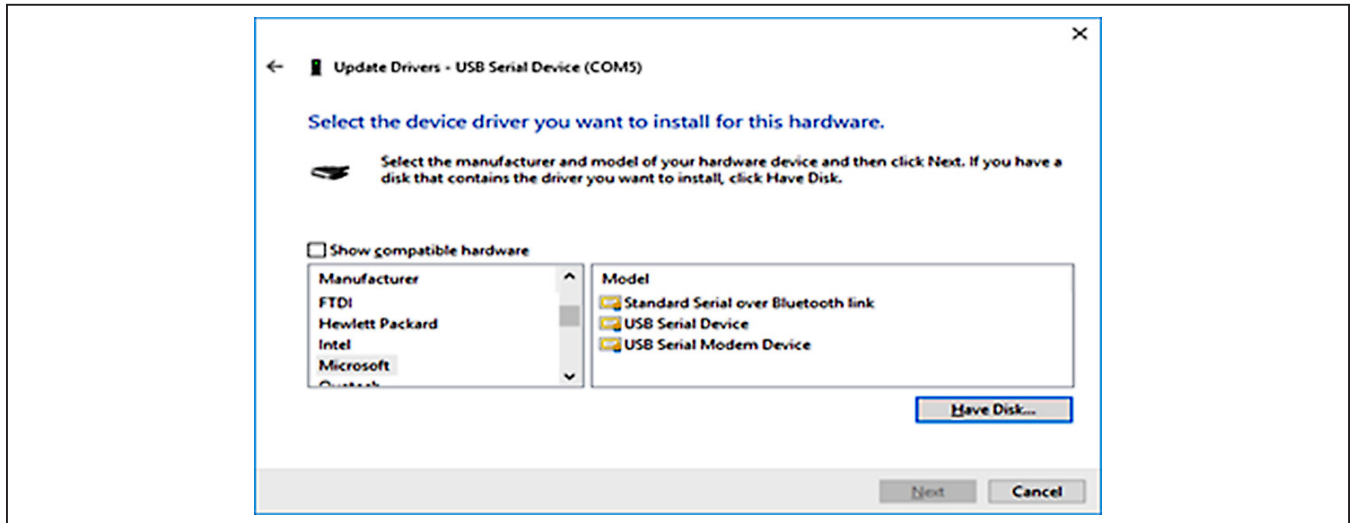 Update Drivers - USB Serial Device (COM5)
Select the device driver you want to install for this hardware.
Select the manufacturer and model of your hardware device and then click Next. If you have a
disk that contains the driver you want to install, click Have Disk.
Show compatible hardware
Manufacturer
FTDI
Hewlett Packard
Intel
Microsoft
Model
Standard Serial over Bluetooth link
USB Serial Device
USB Serial Modem Device
Have Disk...
Next
Cancel